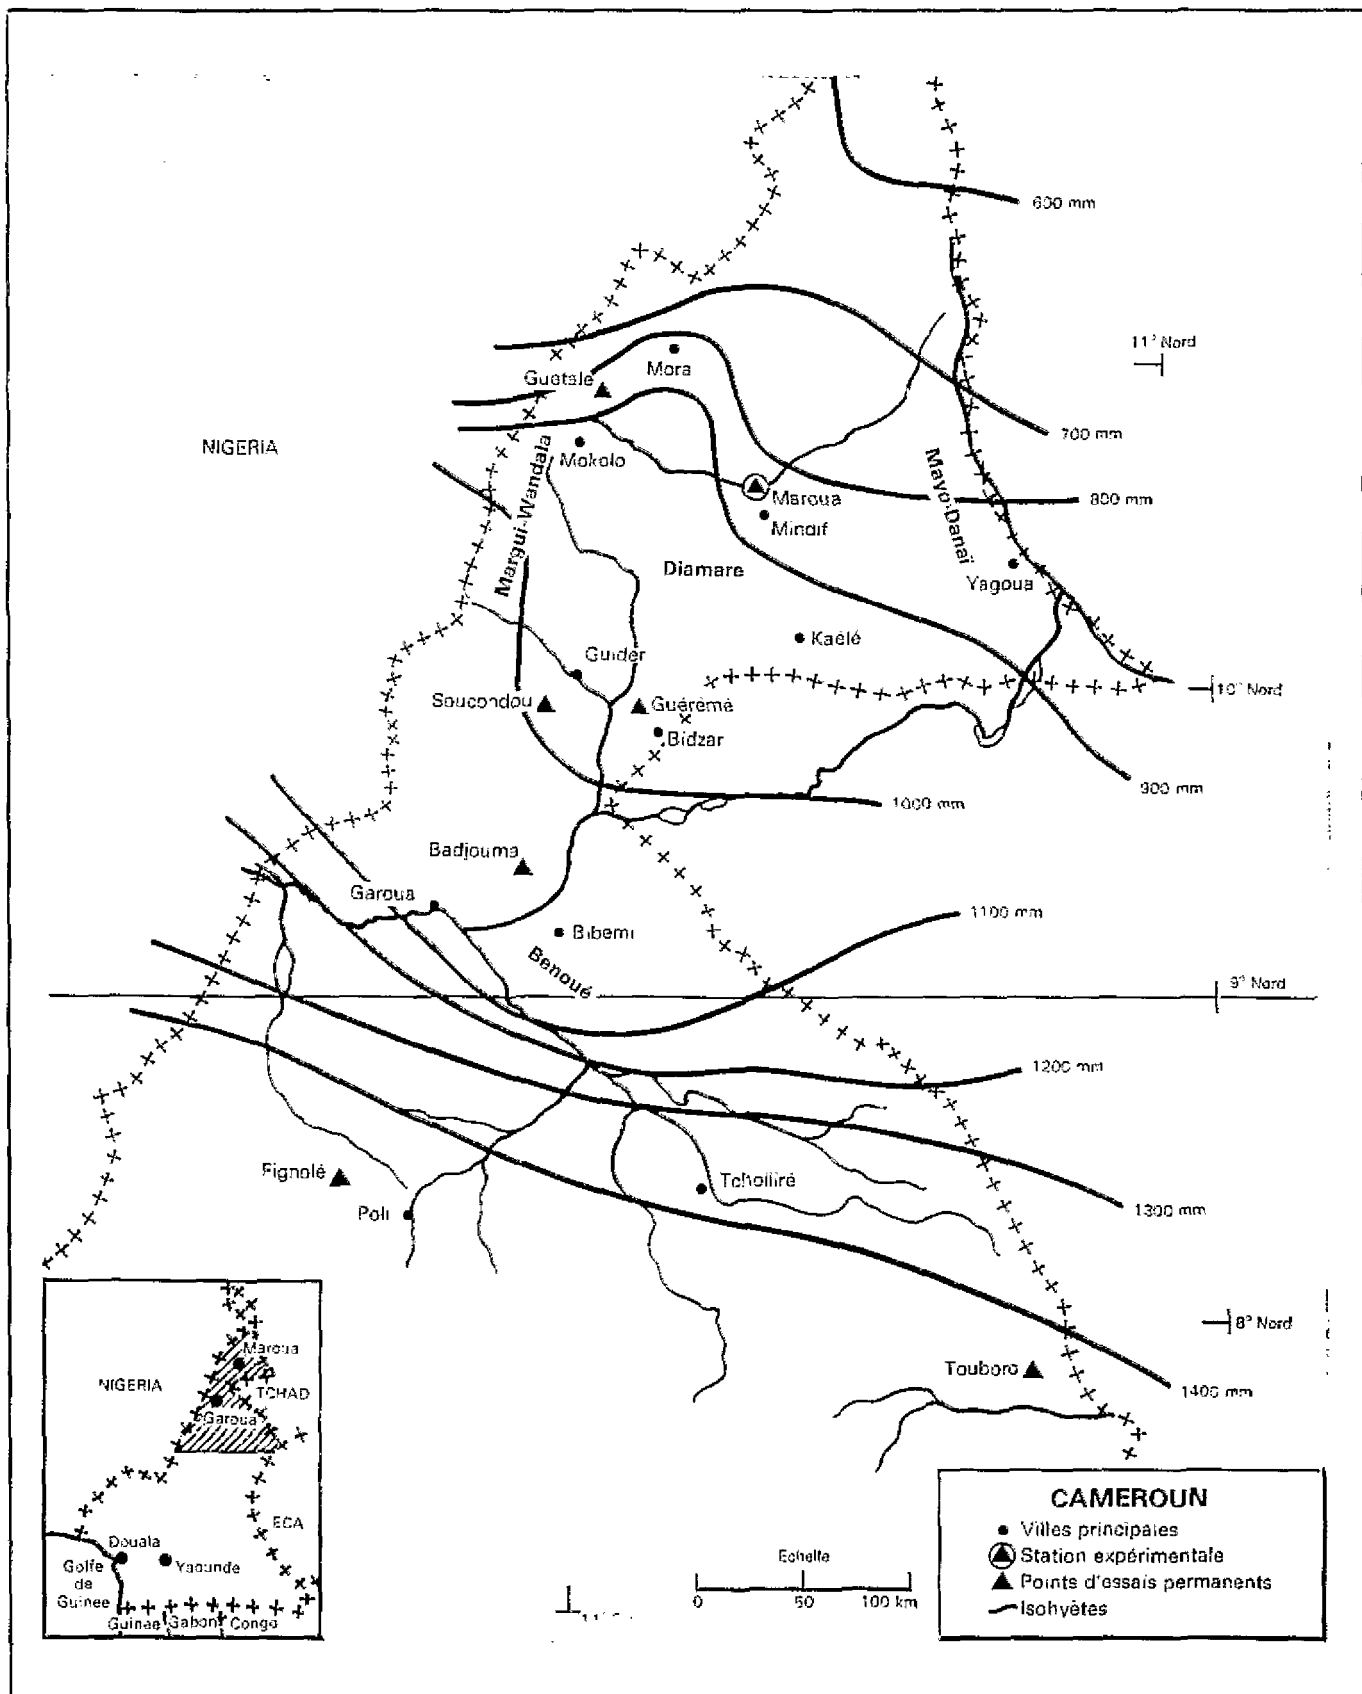 600 mm
11° Nord
Mora
Guetale
700 mm
NIGERIA
Mokolo
Margui-Wandala
Mayo-Danaï
Maroua
800 mm
Mindif
Diamare
Yagoua
Kaélé
Guider
10° Nord
Soucondou
Guérémé
Bidzar
900 mm
1000 mm
Badjouma
Garoua
1100 mm
Bibemi
Benoué
9° Nord
1200 mm
Fignolé
Tcholliré
Poli
1300 mm
8° Nord
Touboro
1400 mm
Maroua
NIGERIA
TCHAD
Garoua
ECA
Douala
Golfe
de
Guinee
Yaounde
Guinee
Gabon
Congo
Echelle
0 50 100 km
CAMEROUN
Villes principales
Station expérimentale
Points d'essais permanents
Isohyètes